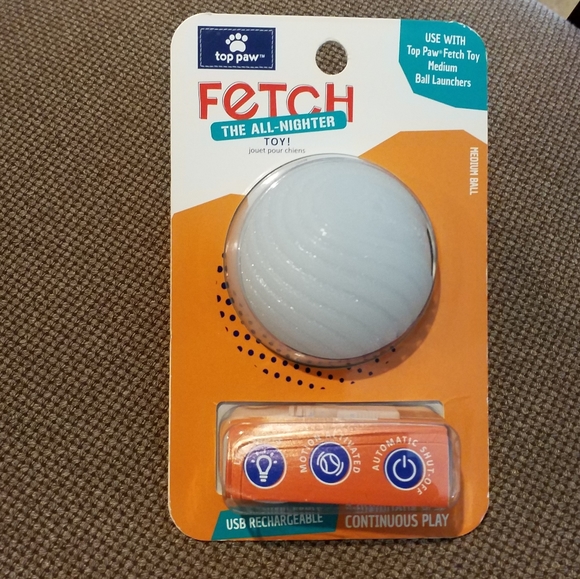 top paw™
USE WITH
Top Paw® Fetch Toy
Medium
Ball Launchers
FETCH
THE ALL-NIGHTER
TOY!
jouet pour chiens
MEDIUM BALL
MOTION ACTIVATED
AUTOMATIC SHUT-OFF
USB RECHARGEABLE
CONTINUOUS PLAY